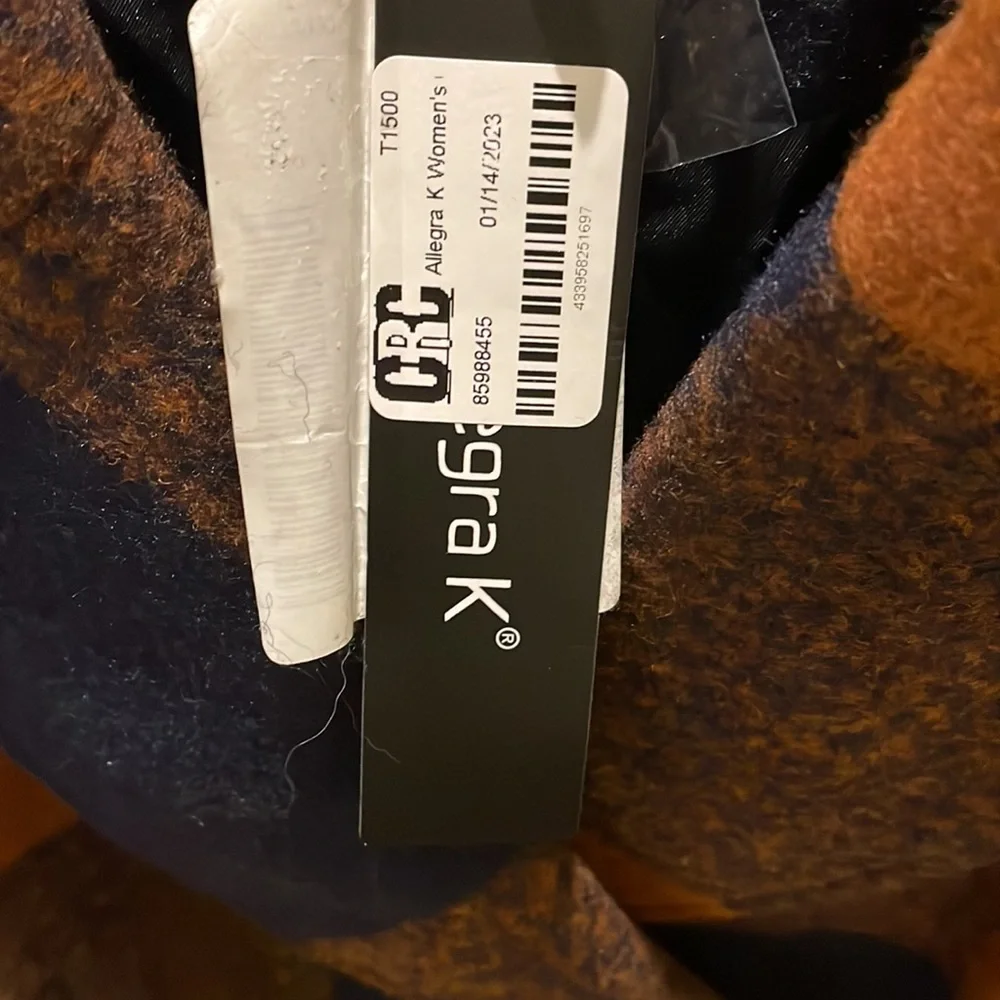 T1500
CRC Allegra K Women's
85988455 01/14/2023
433958251697
egra K®